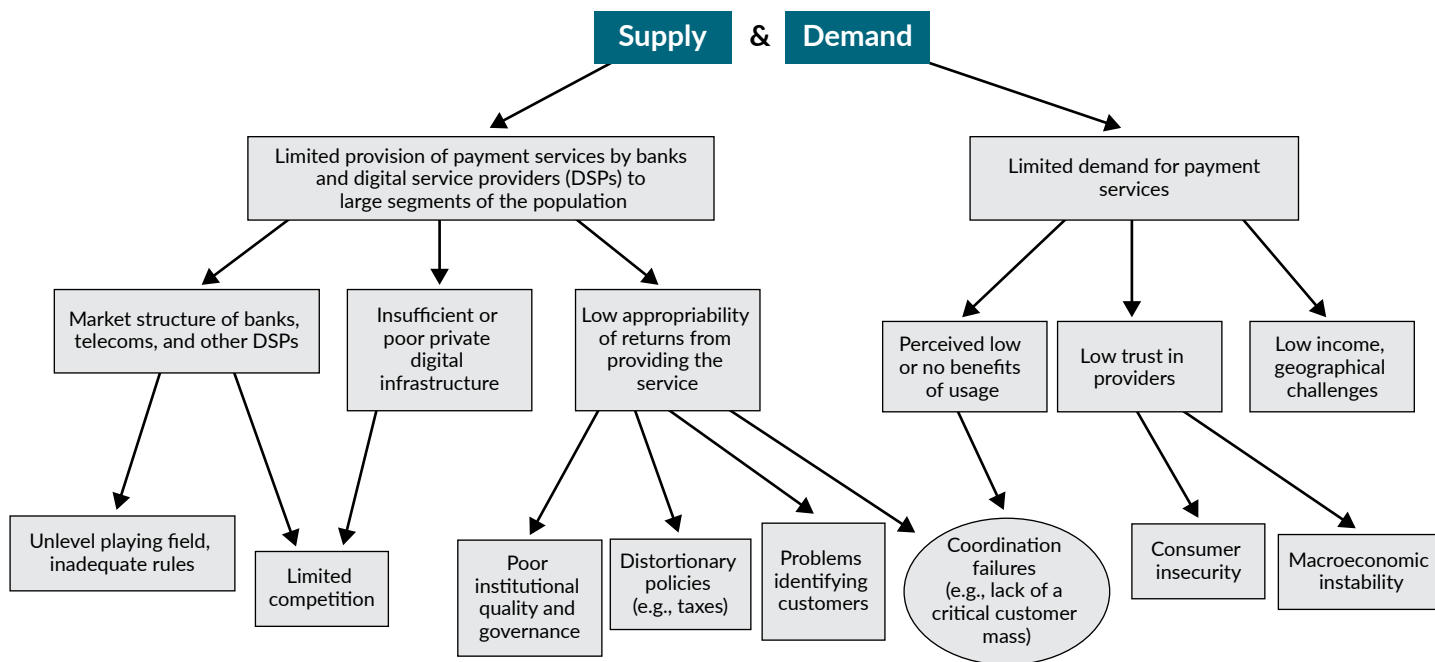 Supply & Demand
Limited provision of payment services by banks
and digital service providers (DSPs) to
large segments of the population
Limited demand for payment
services
Market structure of banks,
telecoms, and other DSPs
Insufficient or
poor private
digital
infrastructure
Low appropriability
of returns from
providing the
service
Perceived low
or no benefits
of usage
Low trust in
providers
Low income,
geographical
challenges
Unlevel playing field,
inadequate rules
Limited
competition
Poor
institutional
quality and
governance
Distortionary
policies
(e.g., taxes)
Problems
identifying
customers
Coordination
failures
(e.g., lack of a
critical customer
mass)
Consumer
insecurity
Macroeconomic
instability